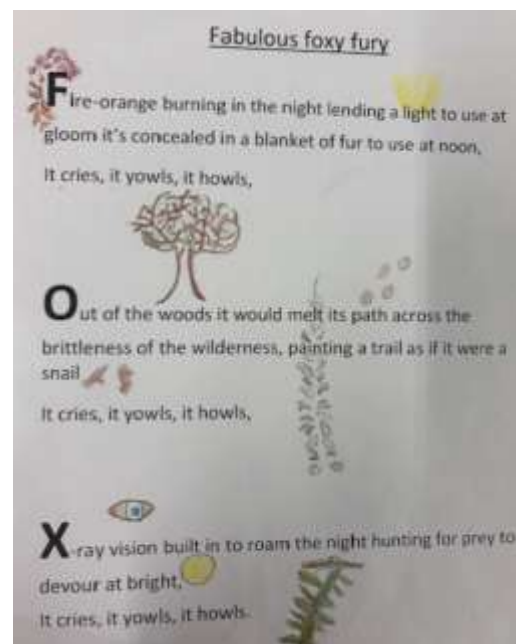 Fabulous foxy fury
Fire-orange burning in the night lending a light to use at
gloom it's concealed in a blanket of fur to use at noon,
It cries, it yowls, it howls,
Out of the woods it would melt its path across the
brittleness of the wilderness, painting a trail as if it were a
snail
It cries, it yowls, it howls,
X-ray vision built in to roam the night hunting for prey to
devour at bright,
It cries, it yowls, it howls.